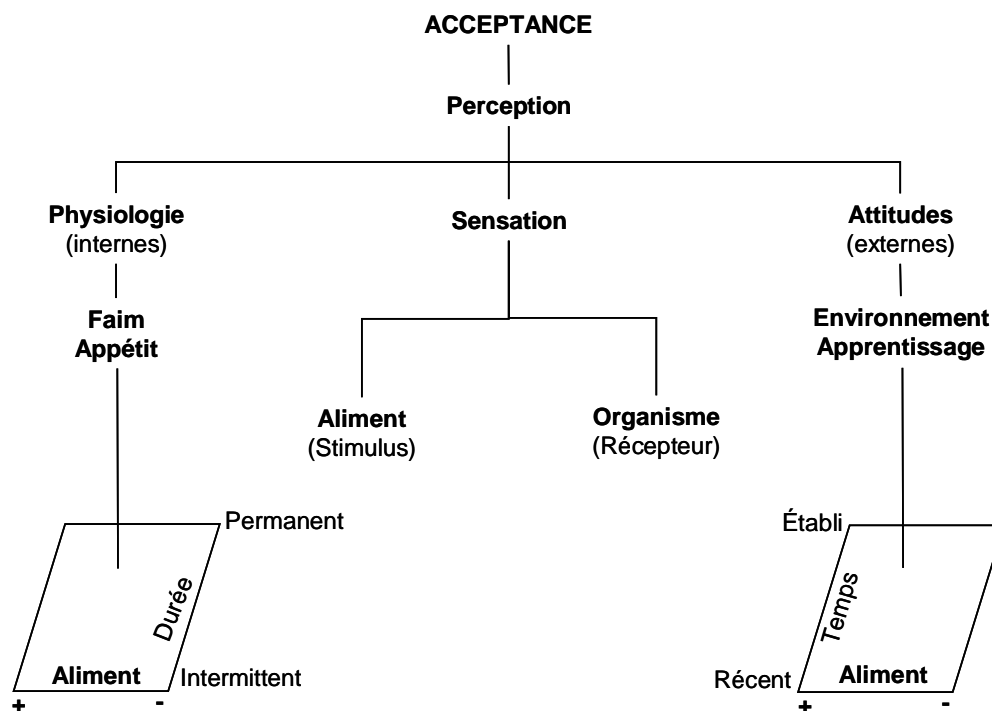 ACCEPTANCE
Perception
Physiologie
(internes)
Sensation
Attitudes
(externes)
Faim
Appétit
Environnement
Apprentissage
Aliment
(Stimulus)
Organisme
(Récepteur)
Permanent
Durée
Aliment
Intermittent
+ -
Établi
Temps
Récent
Aliment
+ -